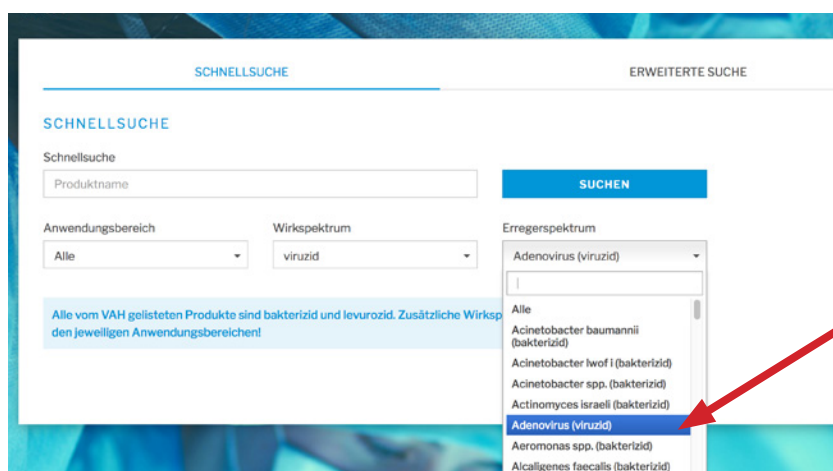 SCHNELLSUCHE
ERWEITERTE SUCHE
SCHNELLSUCHE
Schnellsuche
Produktname
SUCHEN
Anwendungsbereich
Wirkspektrum
Erregerspektrum
Alle
viruzid
Adenovirus (viruzid)
Alle vom VAH gelisteten Produkte sind bakterizid und levurozid. Zusätzliche Wirksp
den jeweiligen Anwendungsbereichen!
Alle
Acinetobacter baumannii
(bakterizid)
Acinetobacter lwof i (bakterizid)
Acinetobacter spp. (bakterizid)
Actinomyces israeli (bakterizid)
Adenovirus (viruzid)
Aeromonas spp. (bakterizid)
Alcaligenes faecalis (bakterizid)